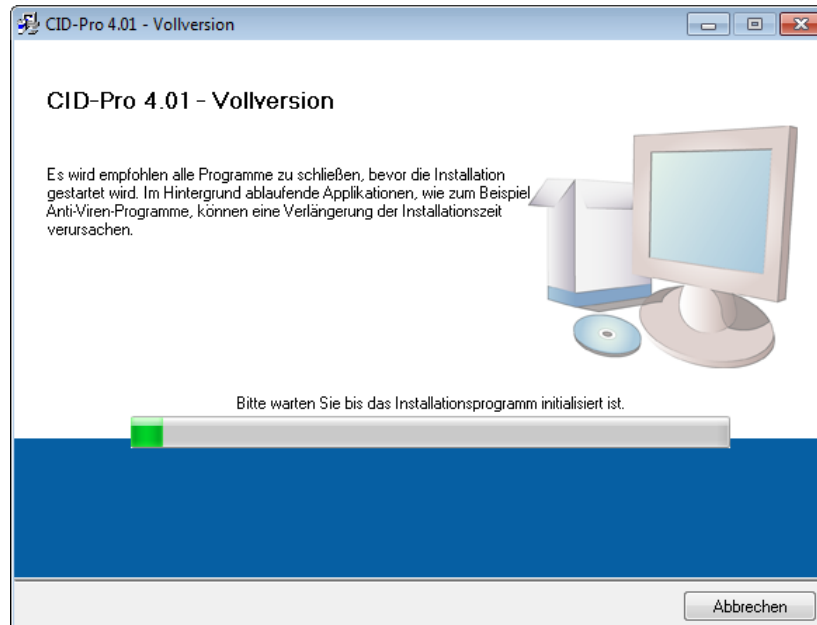 CID-Pro 4.01 - Vollversion
CID-Pro 4.01 - Vollversion
Es wird empfohlen alle Programme zu schließen, bevor die Installation
gestartet wird. Im Hintergrund ablaufende Applikationen, wie zum Beispiel
Anti-Viren-Programme, können eine Verlängerung der Installationszeit
verursachen.
Bitte warten Sie bis das Installationsprogramm initialisiert ist.
Abbrechen